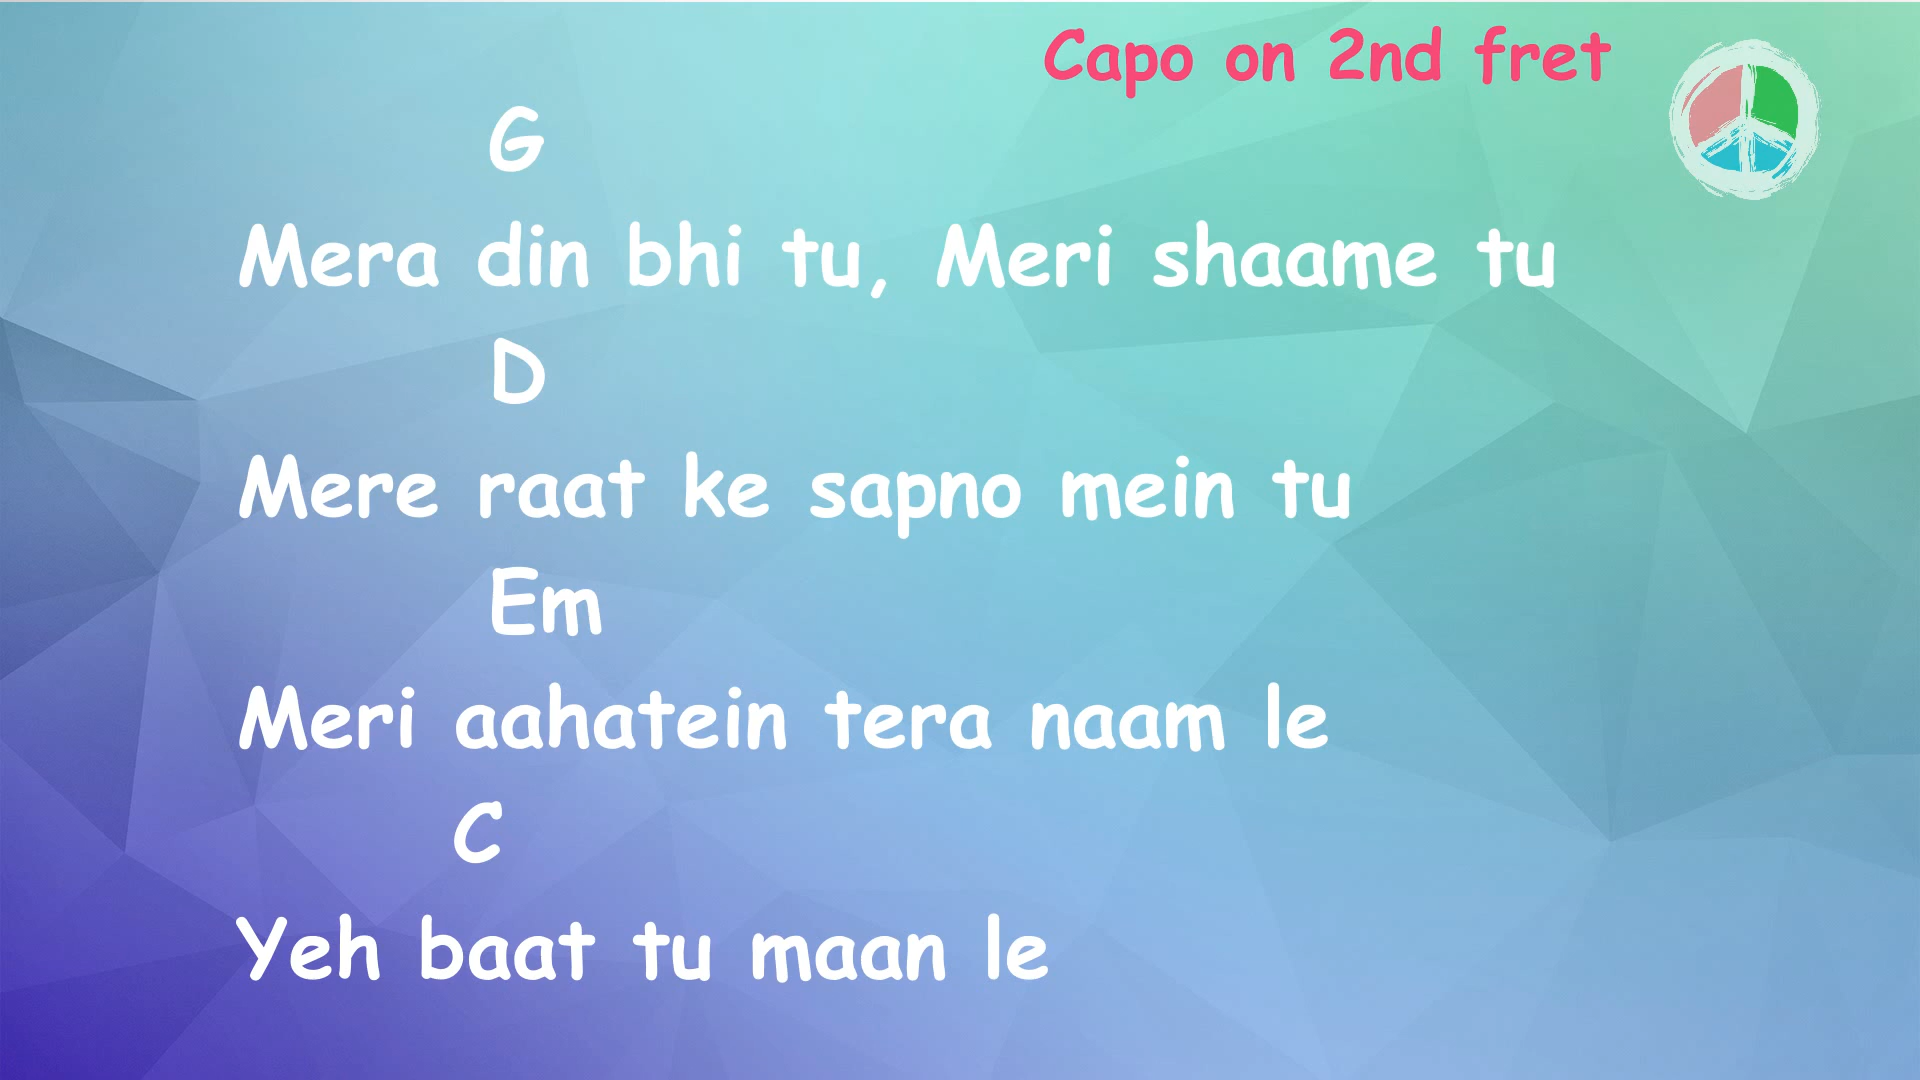 Capo on 2nd fret
G
Mera din bhi tu, Meri shaame tu
D
Mere raat ke sapno mein tu
Em
Meri aahatein tera naam le
C
Yeh baat tu maan le